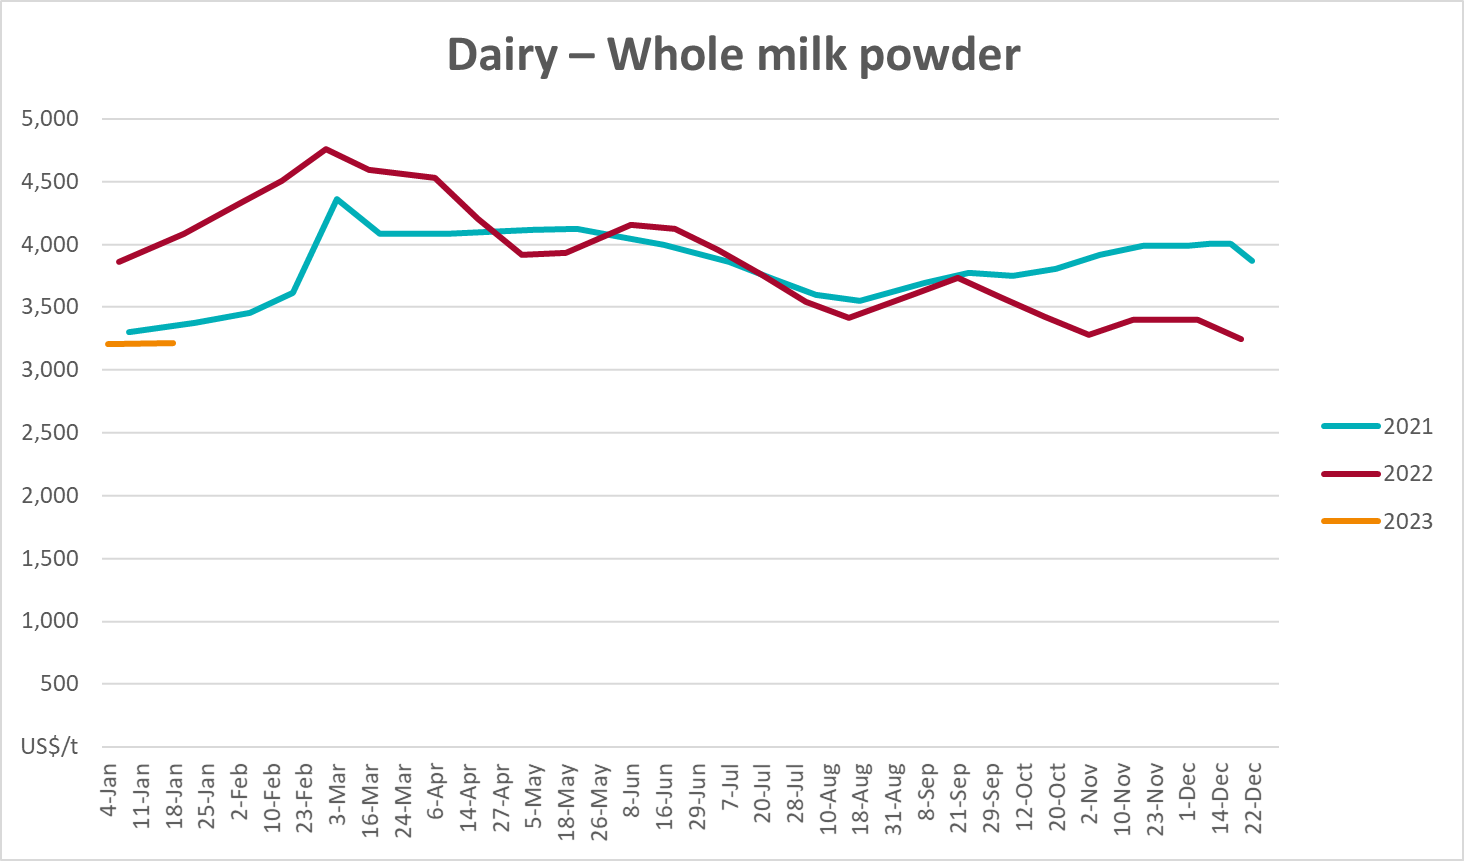 Dairy – Whole milk powder
5,000
4,500
4,000
3,500
3,000
2,500
2,000
1,500
1,000
500
US$/t
4-Jan
11-Jan
18-Jan
25-Jan
2-Feb
10-Feb
23-Feb
3-Mar
16-Mar
24-Mar
6-Apr
14-Apr
27-Apr
5-May
18-May
26-May
8-Jun
16-Jun
29-Jun
7-Jul
20-Jul
28-Jul
10-Aug
18-Aug
31-Aug
8-Sep
21-Sep
29-Sep
12-Oct
20-Oct
2-Nov
10-Nov
23-Nov
1-Dec
14-Dec
22-Dec
2021
2022
2023